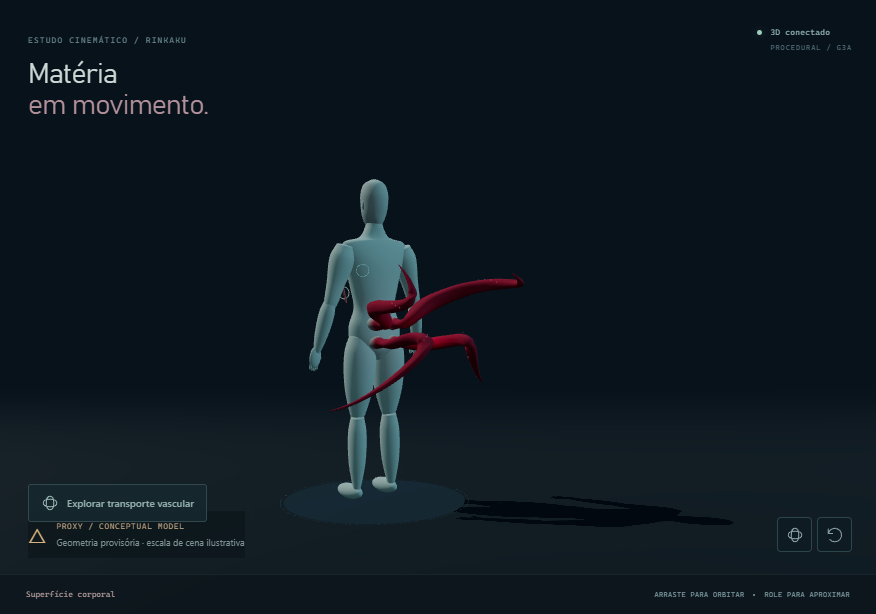 ESTUDO CINEMÁTICO / RINKAKU
3D conectado
PROCEDURAL / G3A
Matéria
em movimento.
Explorar transporte vascular
PROXY / CONCEPTUAL MODEL
Geometria provisória · escala de cena ilustrativa
Superfície corporal
ARRASTE PARA ORBITAR • ROLE PARA APROXIMAR